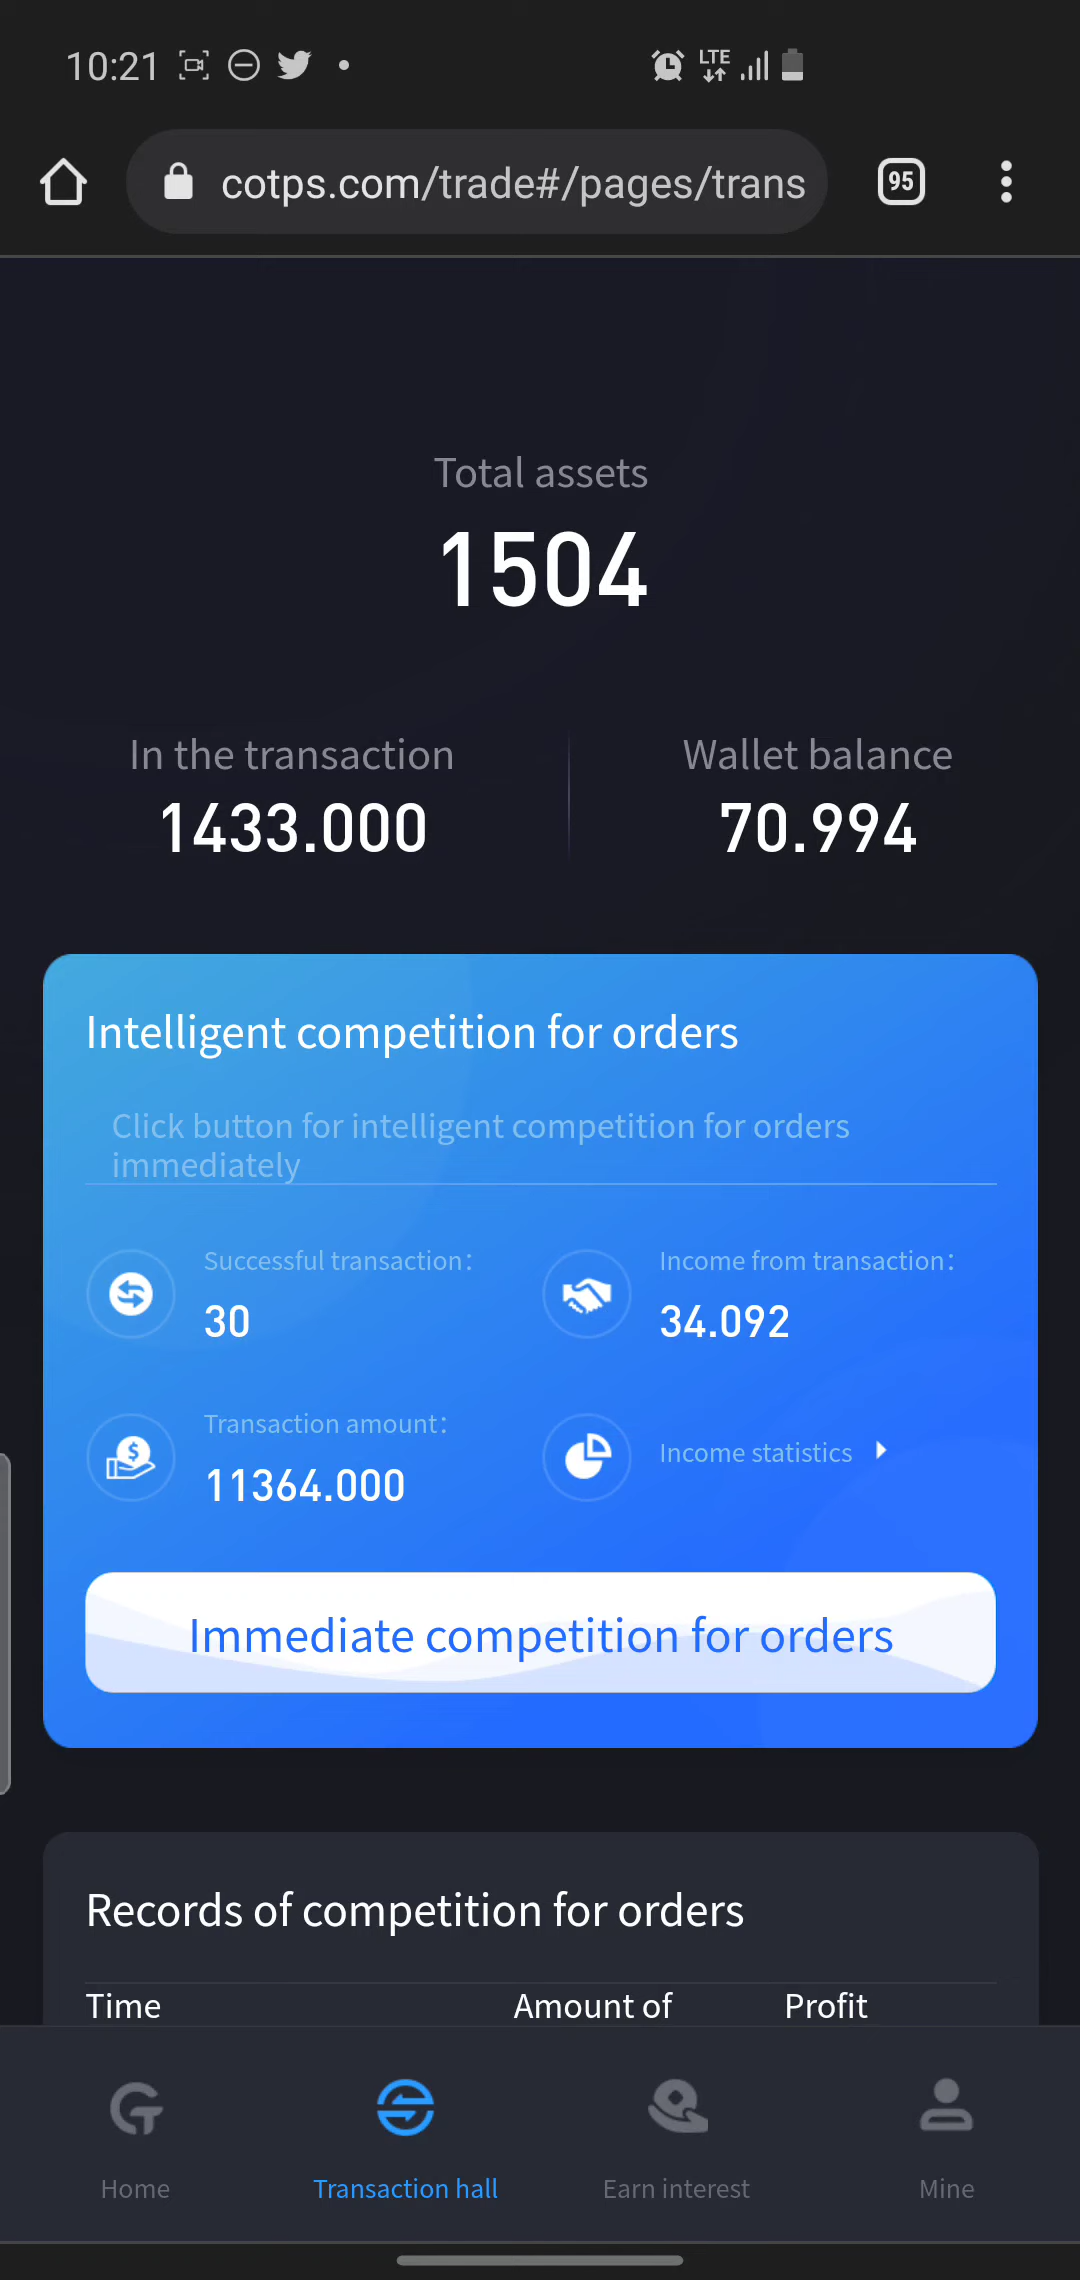 10:21
LTE
cotps.com/trade#/pages/trans
95
Total assets
1504
In the transaction
Wallet balance
1433.000
70.994
Intelligent competition for orders
Click button for intelligent competition for orders
immediately
Successful transaction:
30
Income from transaction:
34.092
Transaction amount:
11364.000
Income statistics
Immediate competition for orders
Records of competition for orders
Time Amount of Profit
Home
Transaction hall
Earn interest
Mine